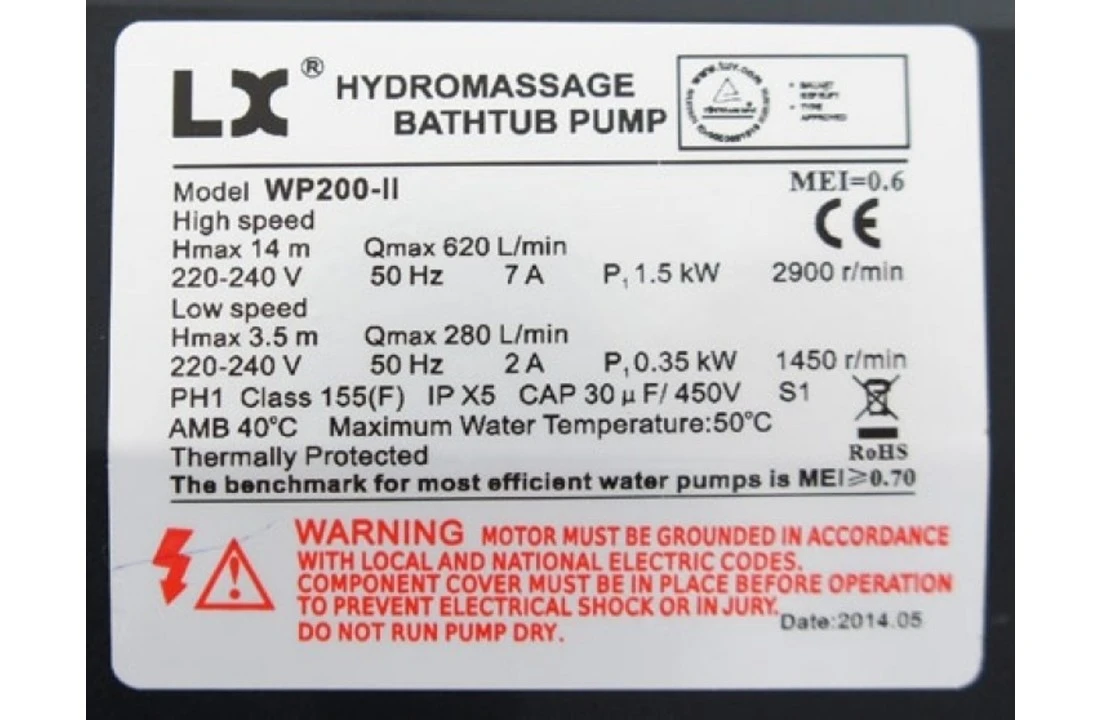 LX® HYDROMASSAGE
BATHTUB PUMP
TYPE
APPROVED
Model WP200-II MEI=0.6
High speed CE
Hmax 14 m Qmax 620 L/min
220-240 V 50 Hz 7 A P₁ 1.5 kW 2900 r/min
Low speed
Hmax 3.5 m Qmax 280 L/min
220-240 V 50 Hz 2 A P₁ 0.35 kW 1450 r/min
PH1 Class 155(F) IP X5 CAP 30 μF/ 450V S1
AMB 40°C Maximum Water Temperature:50°C
Thermally Protected RoHS
The benchmark for most efficient water pumps is MEI≥0.70
WARNING MOTOR MUST BE GROUNDED IN ACCORDANCE
WITH LOCAL AND NATIONAL ELECTRIC CODES.
COMPONENT COVER MUST BE IN PLACE BEFORE OPERATION
TO PREVENT ELECTRICAL SHOCK OR IN JURY.
DO NOT RUN PUMP DRY.
Date:2014.05